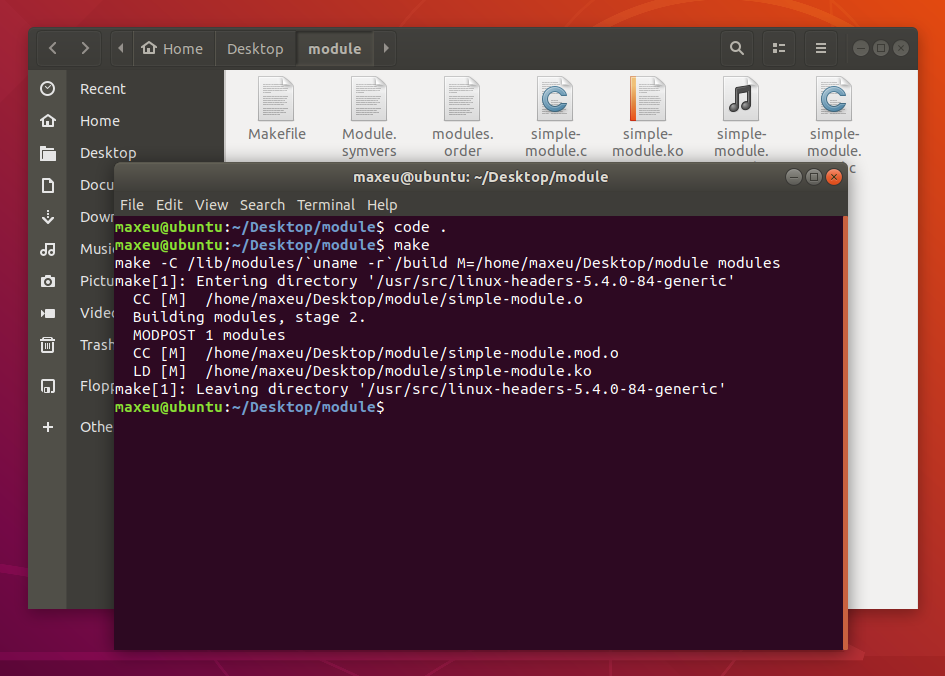 Home Desktop module
Recent
Home
Desktop
Docu
Down
Music
Pictu
Video
Trash
Flopp
Othe
Makefile
Module.
symvers
modules.
order
simple-
module.c
simple-
module.ko
simple-
module.
simple-
module.
c
maxeu@ubuntu: ~/Desktop/module
File Edit View Search Terminal Help
maxeu@ubuntu:~/Desktop/module$ code .
maxeu@ubuntu:~/Desktop/module$ make
make -C /lib/modules/`uname -r`/build M=/home/maxeu/Desktop/module modules
make[1]: Entering directory '/usr/src/linux-headers-5.4.0-84-generic'
CC [M] /home/maxeu/Desktop/module/simple-module.o
Building modules, stage 2.
MODPOST 1 modules
CC [M] /home/maxeu/Desktop/module/simple-module.mod.o
LD [M] /home/maxeu/Desktop/module/simple-module.ko
make[1]: Leaving directory '/usr/src/linux-headers-5.4.0-84-generic'
maxeu@ubuntu:~/Desktop/module$